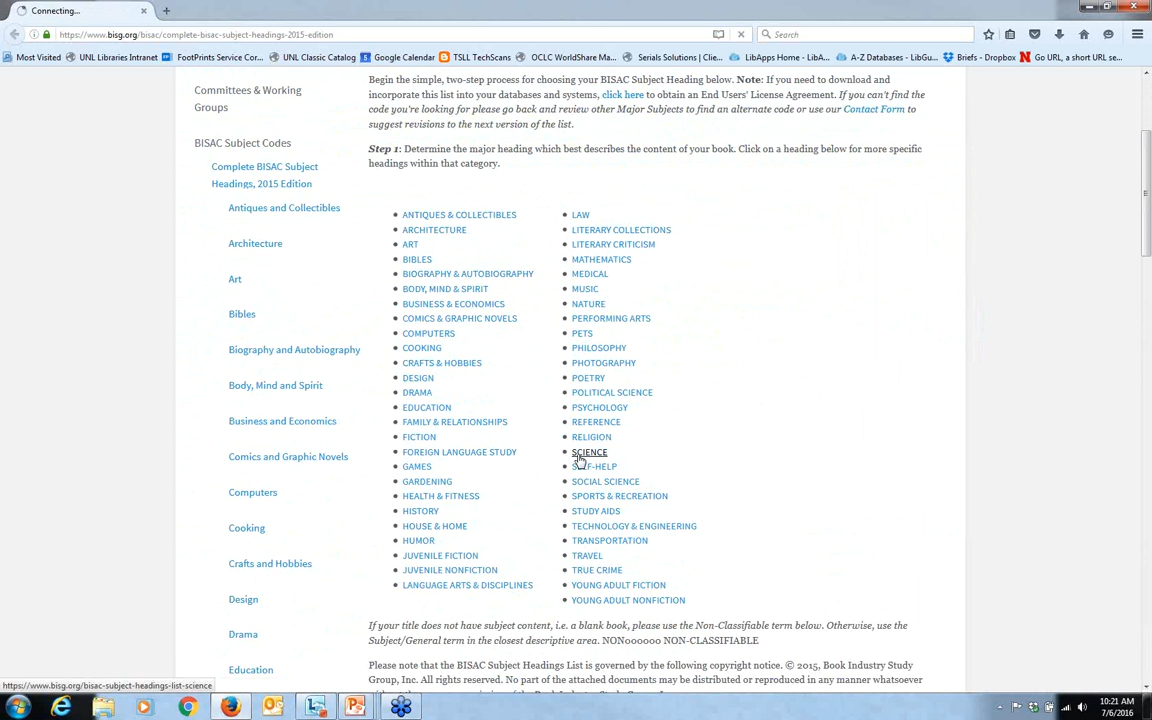 Connecting...
https://www.bisg.org/bisac/complete-bisac-subject-headings-2015-edition
Search
Most Visited
UNL Libraries Intranet
FootPrints Service Cor...
UNL Classic Catalog
Google Calendar
TSLL TechScans
OCLC WorldShare Ma...
Serials Solutions | Clie...
LibApps Home - LibA...
A-Z Databases - LibGu...
Briefs - Dropbox
Go URL, a short URL se...
Committees & Working
Groups
BISAC Subject Codes
Complete BISAC Subject
Headings, 2015 Edition
Antiques and Collectibles
Architecture
Art
Bibles
Biography and Autobiography
Body, Mind and Spirit
Business and Economics
Comics and Graphic Novels
Computers
Cooking
Crafts and Hobbies
Design
Drama
Education
Begin the simple, two-step process for choosing your BISAC Subject Heading below. Note: If you need to download and
incorporate this list into your databases and systems, click here to obtain an End Users' License Agreement. If you can't find the
code you're looking for please go back and review other Major Subjects to find an alternate code or use our Contact Form to
suggest revisions to the next version of the list.
Step 1: Determine the major heading which best describes the content of your book. Click on a heading below for more specific
headings within that category.
ANTIQUES & COLLECTIBLES
ARCHITECTURE
ART
BIBLES
BIOGRAPHY & AUTOBIOGRAPHY
BODY, MIND & SPIRIT
BUSINESS & ECONOMICS
COMICS & GRAPHIC NOVELS
COMPUTERS
COOKING
CRAFTS & HOBBIES
DESIGN
DRAMA
EDUCATION
FAMILY & RELATIONSHIPS
FICTION
FOREIGN LANGUAGE STUDY
GAMES
GARDENING
HEALTH & FITNESS
HISTORY
HOUSE & HOME
HUMOR
JUVENILE FICTION
JUVENILE NONFICTION
LANGUAGE ARTS & DISCIPLINES
LAW
LITERARY COLLECTIONS
LITERARY CRITICISM
MATHEMATICS
MEDICAL
MUSIC
NATURE
PERFORMING ARTS
PETS
PHILOSOPHY
PHOTOGRAPHY
POETRY
POLITICAL SCIENCE
PSYCHOLOGY
REFERENCE
RELIGION
SCIENCE
SELF-HELP
SOCIAL SCIENCE
SPORTS & RECREATION
STUDY AIDS
TECHNOLOGY & ENGINEERING
TRANSPORTATION
TRAVEL
TRUE CRIME
YOUNG ADULT FICTION
YOUNG ADULT NONFICTION
If your title does not have subject content, i.e. a blank book, please use the Non-Classifiable term below. Otherwise, use the
Subject/General term in the closest descriptive area. NON000000 NON-CLASSIFIABLE
Please note that the BISAC Subject Headings List is governed by the following copyright notice. © 2015, Book Industry Study
Group, Inc. All rights reserved. No part of the attached documents may be distributed or reproduced in any manner whatsoever
https://www.bisg.org/bisac-subject-headings-list-science
10:21 AM
7/6/2016